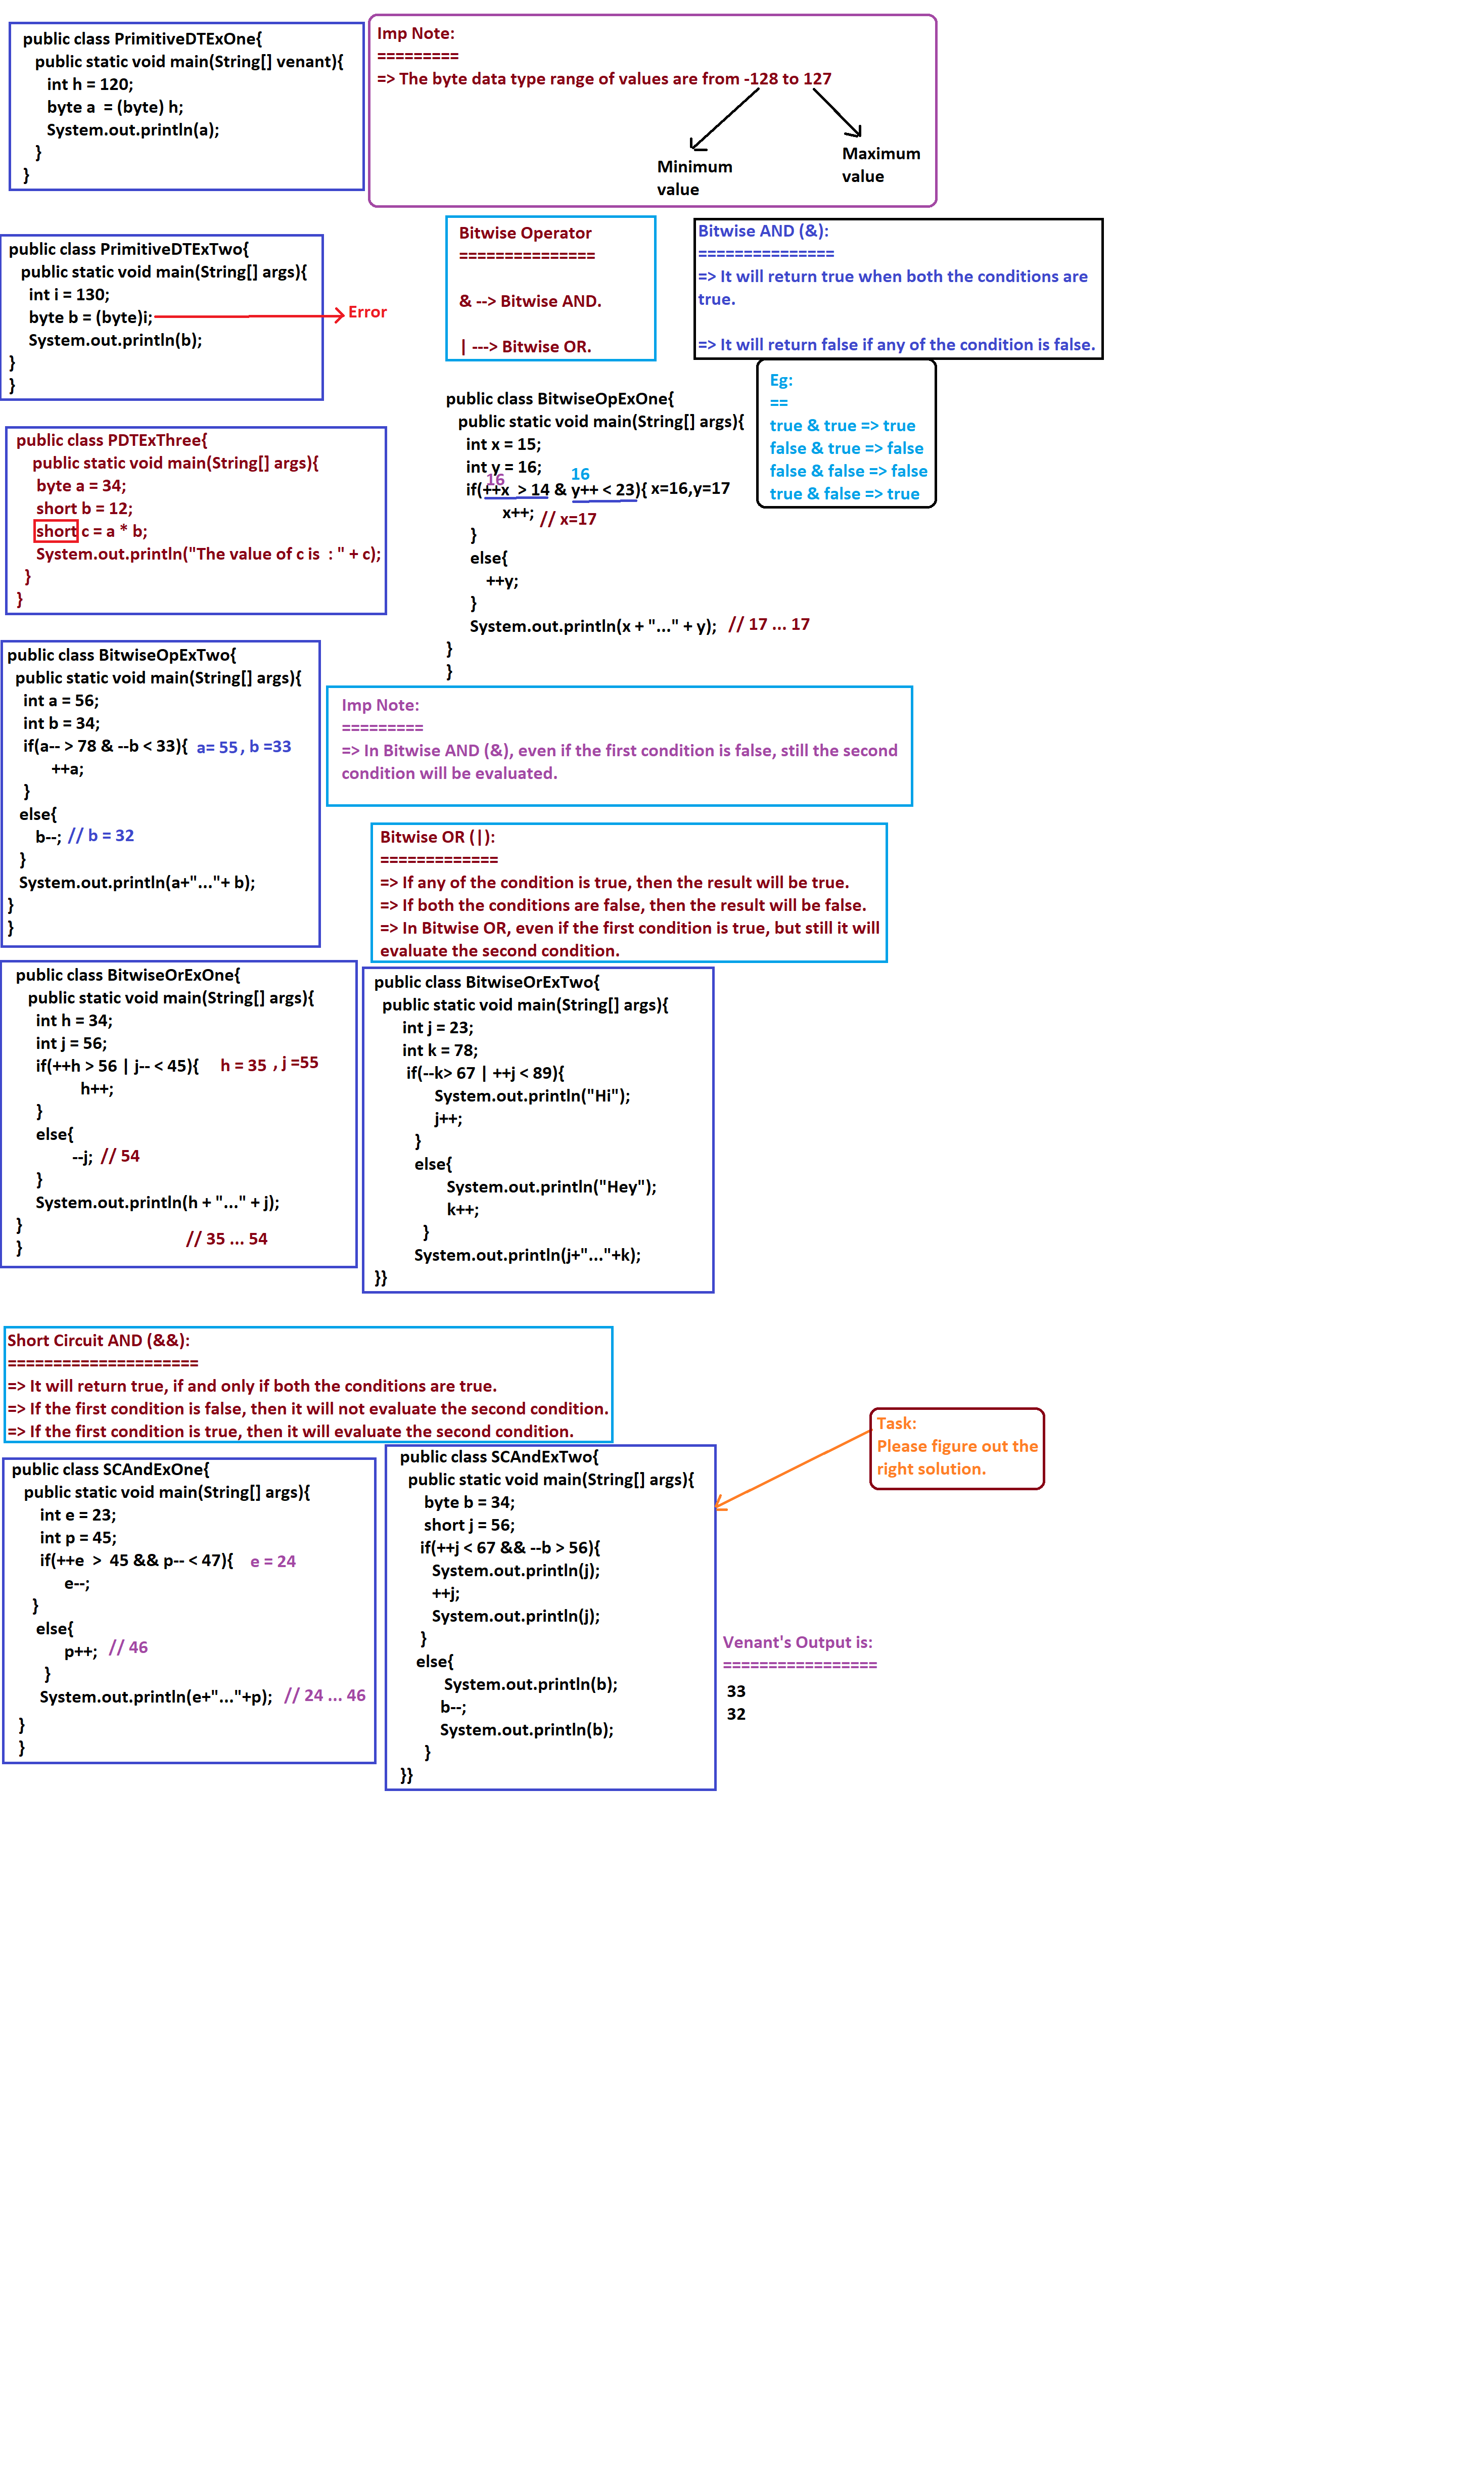 public class PrimitiveDTExOne{
public static void main(String[] venant){
int h = 120;
byte a  = (byte) h;
System.out.println(a);
}
}
Imp Note:
=========
=> The byte data type range of values are from -128 to 127
Minimum
value
Maximum
value
public class PrimitiveDTExTwo{
public static void main(String[] args){
int i = 130;
byte b = (byte)i;
Error
System.out.println(b);
}
}
Bitwise Operator
===============
& --> Bitwise AND.
| ---> Bitwise OR.
Bitwise AND (&):
===============
=> It will return true when both the conditions are
true.
=> It will return false if any of the condition is false.
Eg:
==
true & true => true
false & true => false
false & false => false
true & false => true
public class PDTExThree{
public static void main(String[] args){
byte a = 34;
short b = 12;
short c = a * b;
System.out.println("The value of c is  : " + c);
}
}
public class BitwiseOpExOne{
public static void main(String[] args){
int x = 15;
int y = 16;
16 16
if(++x  > 14 & y++ < 23){ x=16,y=17
x++; // x=17
}
else{
++y;
}
System.out.println(x + "..." + y); // 17 ... 17
}
}
public class BitwiseOpExTwo{
public static void main(String[] args){
int a = 56;
int b = 34;
if(a-- > 78 & --b < 33){ a= 55 , b =33
++a;
}
else{
b--; // b = 32
}
System.out.println(a+"..."+ b);
}
}
Imp Note:
=========
=> In Bitwise AND (&), even if the first condition is false, still the second
condition will be evaluated.
Bitwise OR (|):
=============
=> If any of the condition is true, then the result will be true.
=> If both the conditions are false, then the result will be false.
=> In Bitwise OR, even if the first condition is true, but still it will
evaluate the second condition.
public class BitwiseOrExOne{
public static void main(String[] args){
int h = 34;
int j = 56;
if(++h > 56 | j-- < 45){ h = 35 , j =55
h++;
}
else{
--j; // 54
}
System.out.println(h + "..." + j);
}
// 35 ... 54
}
public class BitwiseOrExTwo{
public static void main(String[] args){
int j = 23;
int k = 78;
if(--k> 67 | ++j < 89){
System.out.println("Hi");
j++;
}
else{
System.out.println("Hey");
k++;
}
System.out.println(j+"..."+k);
}}
Short Circuit AND (&&):
=====================
=> It will return true, if and only if both the conditions are true.
=> If the first condition is false, then it will not evaluate the second condition.
=> If the first condition is true, then it will evaluate the second condition.
Task:
Please figure out the
right solution.
public class SCAndExOne{
public static void main(String[] args){
int e = 23;
int p = 45;
if(++e  >  45 && p-- < 47){ e = 24
e--;
}
else{
p++; // 46
}
System.out.println(e+"..."+p); // 24 ... 46
}
}
public class SCAndExTwo{
public static void main(String[] args){
byte b = 34;
short j = 56;
if(++j < 67 && --b > 56){
System.out.println(j);
++j;
System.out.println(j);
}
else{
System.out.println(b);
b--;
System.out.println(b);
}
}}
Venant's Output is:
=================
33
32